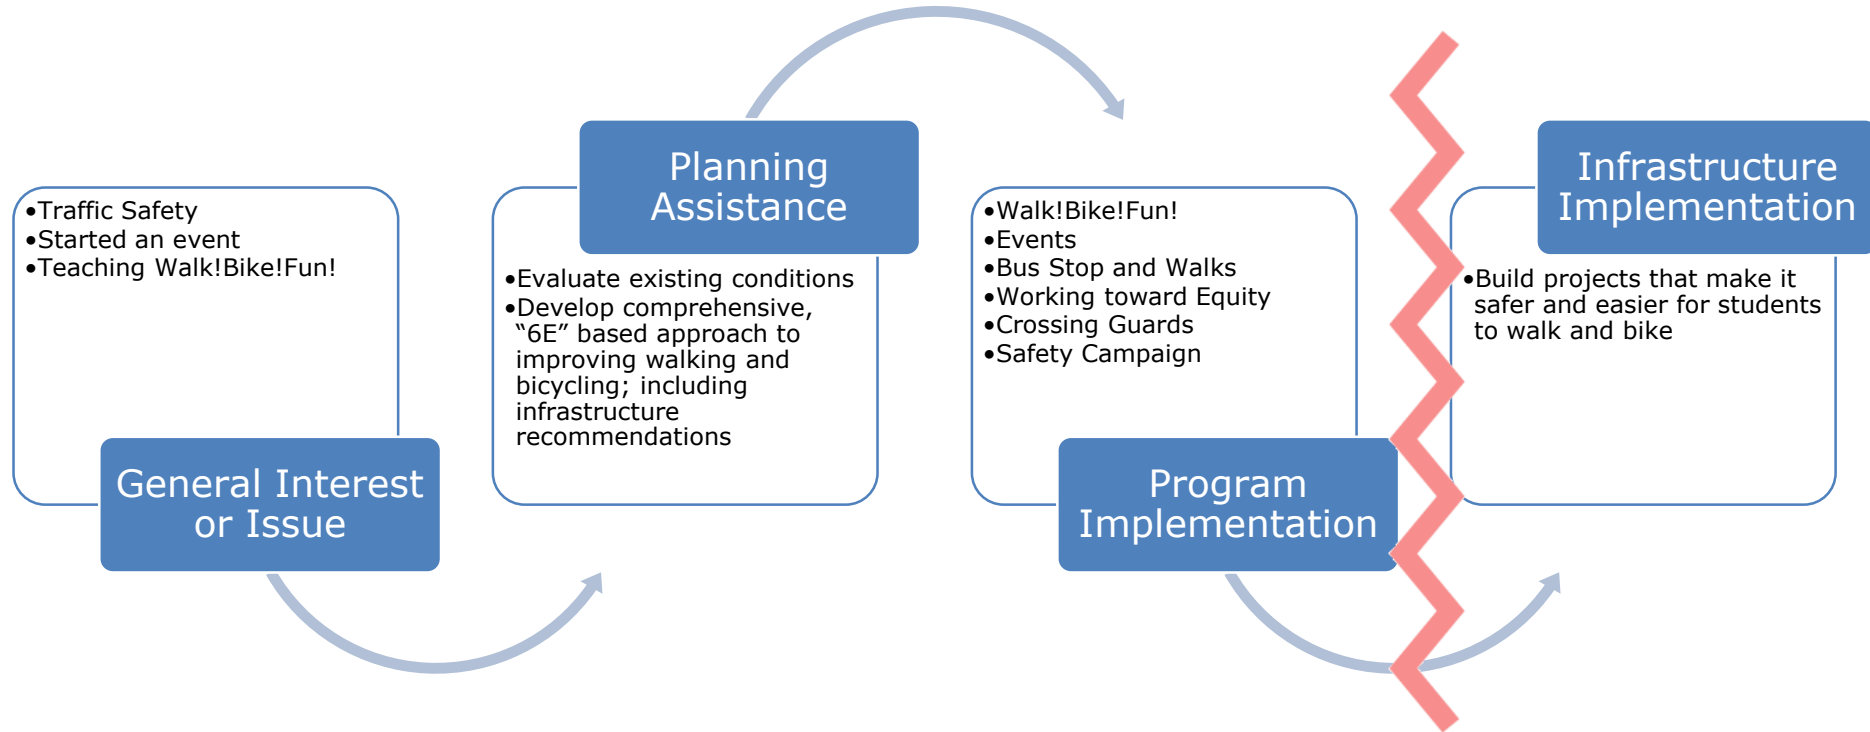 •Traffic Safety
•Started an event
•Teaching Walk!Bike!Fun!
General Interest
or Issue
Planning
Assistance
•Evaluate existing conditions
•Develop comprehensive,
“6E” based approach to
improving walking and
bicycling; including
infrastructure
recommendations
•Walk!Bike!Fun!
•Events
•Bus Stop and Walks
•Working toward Equity
•Crossing Guards
•Safety Campaign
Program
Implementation
Infrastructure
Implementation
•Build projects that make it
safer and easier for students
to walk and bike